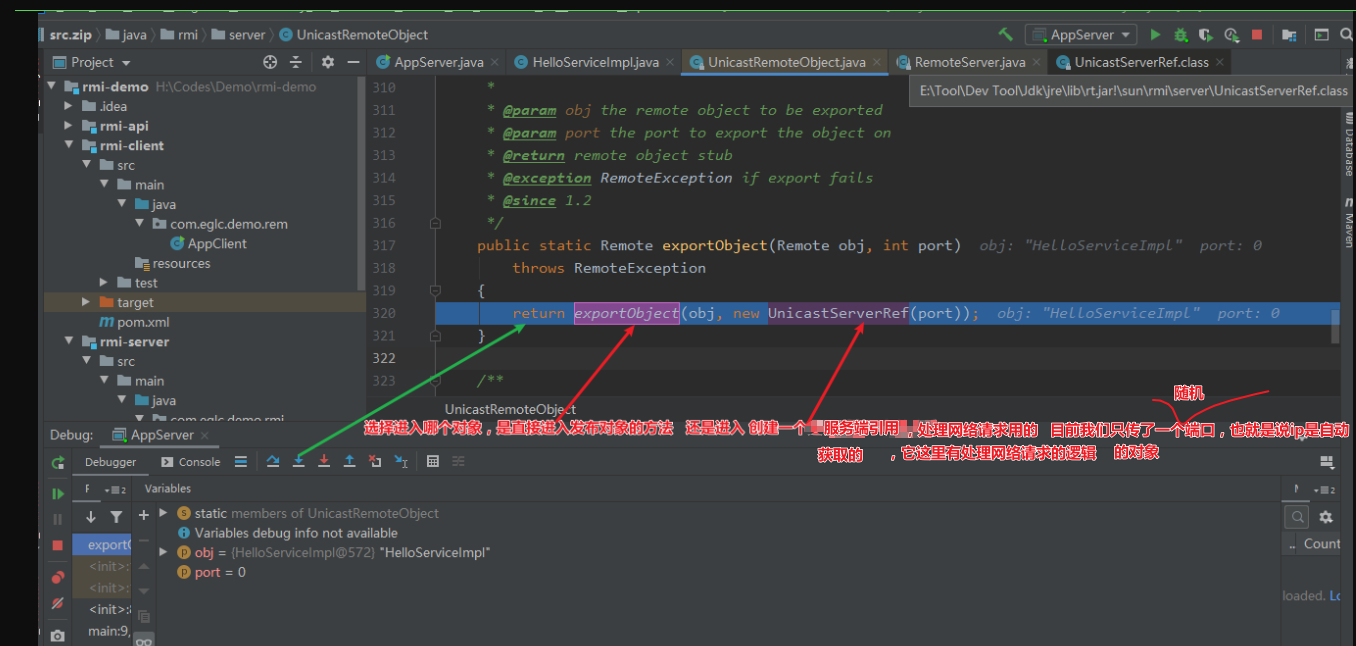 src.zip java rmi server UnicastRemoteObject AppServer
Project AppServer.java HelloServiceImpl.java UnicastRemoteObject.java RemoteServer.java UnicastServerRef.class
E:\Tool\Dev Tool\Jdk\jre\lib\rt.jar!\sun\rmi\server\UnicastServerRef.class
rmi-demo H:\Codes\Demo\rmi-demo
.idea
rmi-api
rmi-client
src
main
java
com.eglc.demo.rem
AppClient
resources
test
target
pom.xml
rmi-server
src
main
java
com.eglc.demo.rmi
310 *
311 * @param obj the remote object to be exported
312 * @param port the port to export the object on
313 * @return remote object stub
314 * @exception RemoteException if export fails
315 * @since 1.2
316 */
317 public static Remote exportObject(Remote obj, int port) obj: "HelloServiceImpl" port: 0
318 throws RemoteException
319 {
320 return exportObject(obj, new UnicastServerRef(port)); obj: "HelloServiceImpl" port: 0
321 }
322
323 /**
UnicastRemoteObject
Database
Maven
随机
选择进入哪个对象，是直接进入发布对象的方法 还是进入 创建一个 服务端引用 ，处理网络请求用的 目前我们只传了一个端口，也就是说ip是自动
获取的 ，它这里有处理网络请求的逻辑 的对象
Debug: AppServer
Debugger Console
Variables
static members of UnicastRemoteObject
Variables debug info not available
obj = {HelloServiceImpl@572} "HelloServiceImpl"
port = 0
export
<init>:
<init>:
<init>:
main:9,
Count
loaded. Lo